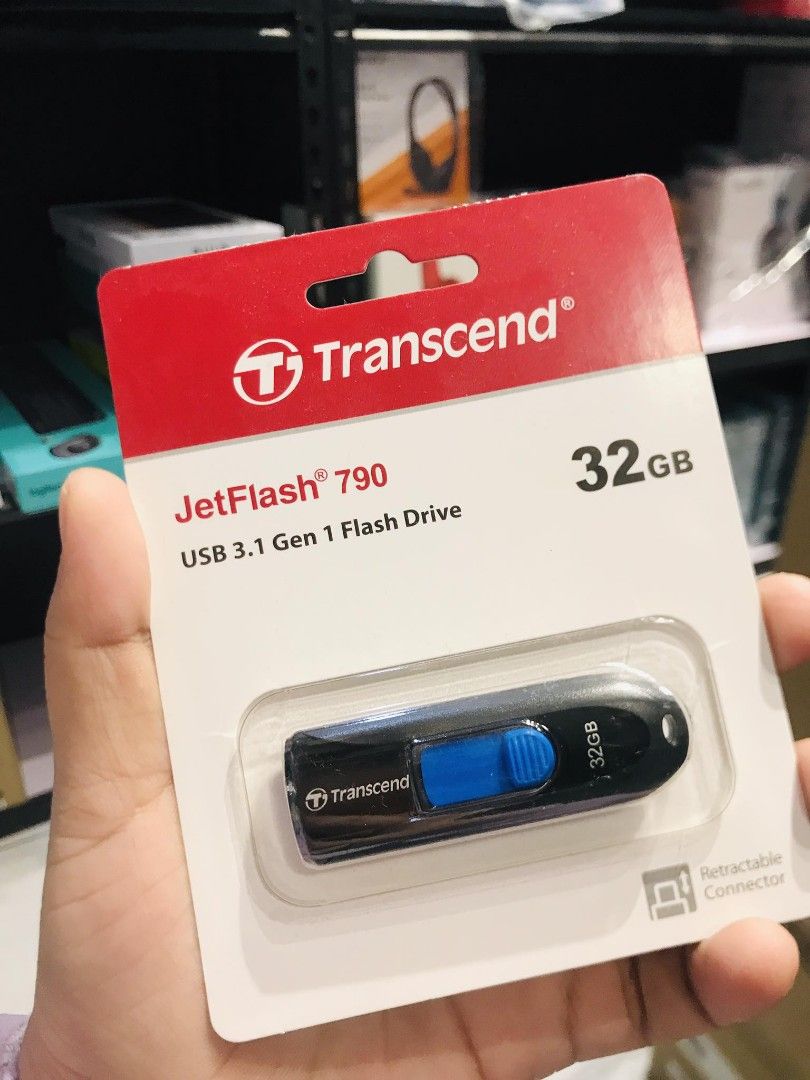 Transcend®
JetFlash® 790
32GB
USB 3.1 Gen 1 Flash Drive
Transcend
32GB
Retractable
Connector